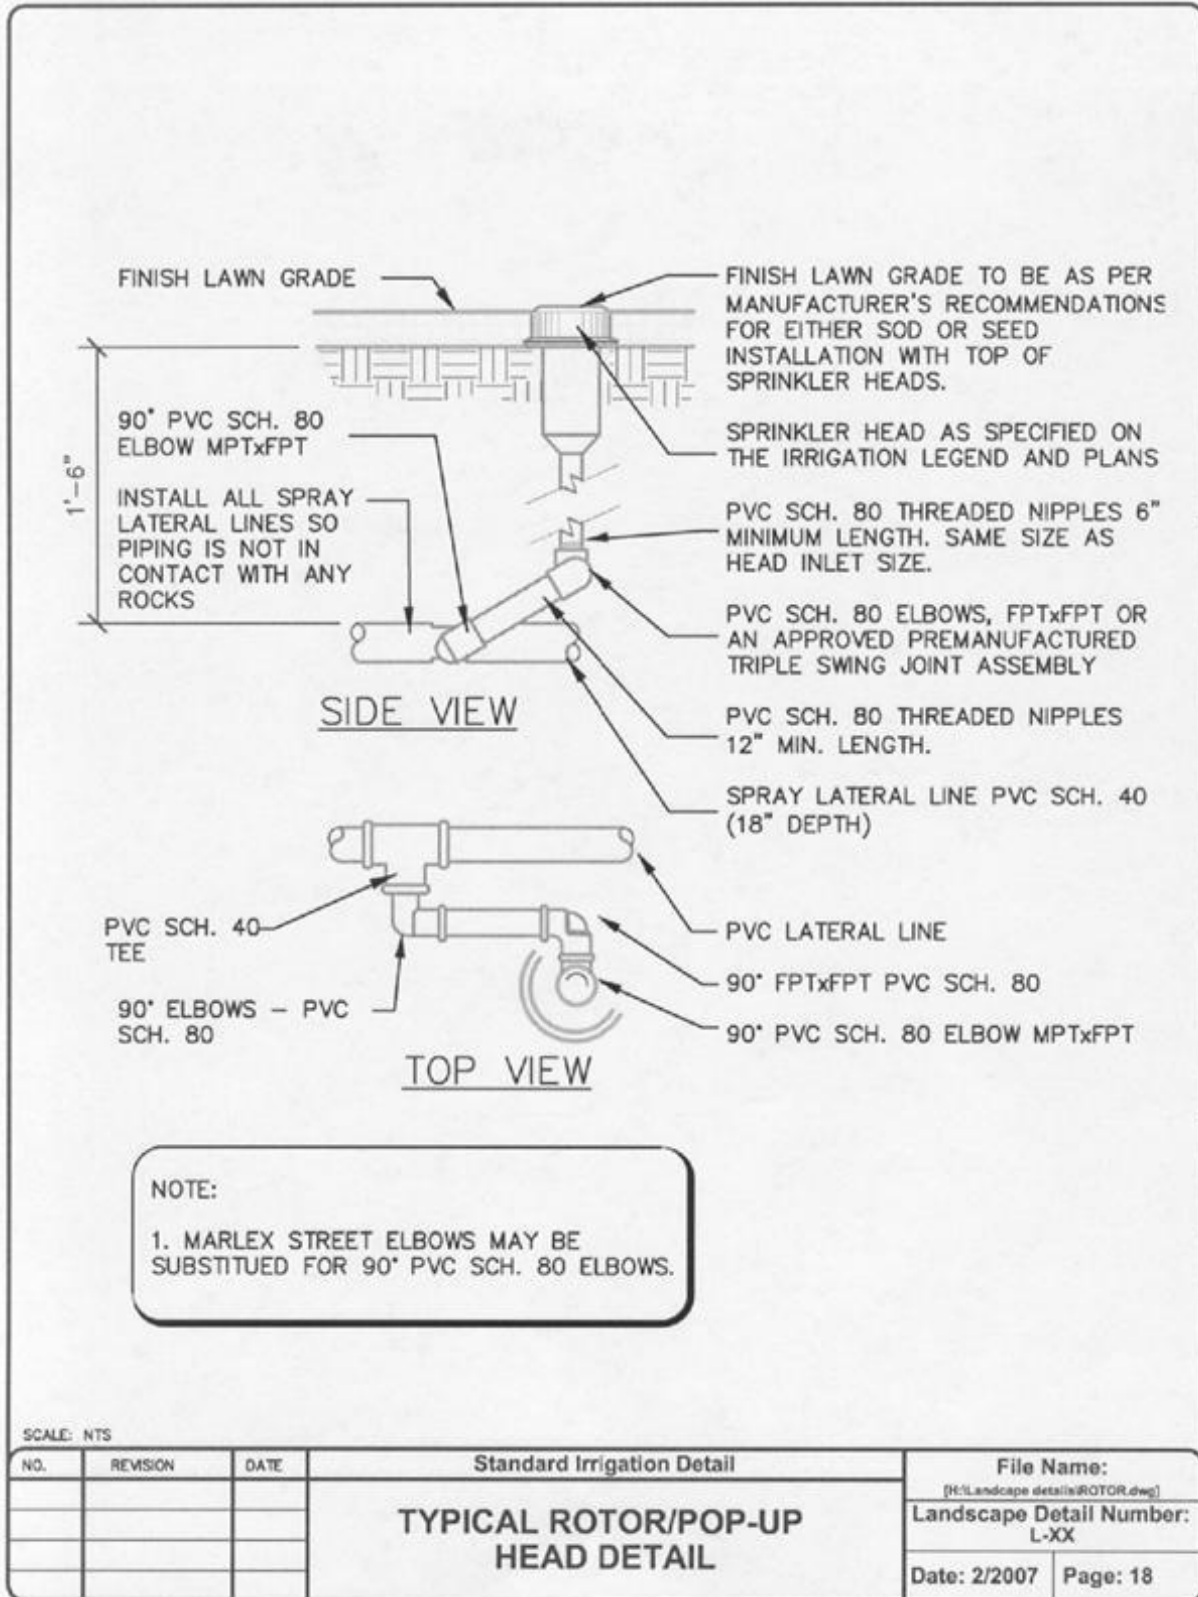 FINISH LAWN GRADE
FINISH LAWN GRADE TO BE AS PER
MANUFACTURER'S RECOMMENDATIONS
FOR EITHER SOD OR SEED
INSTALLATION WITH TOP OF
SPRINKLER HEADS.
90° PVC SCH. 80
ELBOW MPTxFPT
SPRINKLER HEAD AS SPECIFIED ON
THE IRRIGATION LEGEND AND PLANS
1'-6"
INSTALL ALL SPRAY
LATERAL LINES SO
PIPING IS NOT IN
CONTACT WITH ANY
ROCKS
PVC SCH. 80 THREADED NIPPLES 6"
MINIMUM LENGTH. SAME SIZE AS
HEAD INLET SIZE.
PVC SCH. 80 ELBOWS, FPTxFPT OR
AN APPROVED PREMANUFACTURED
TRIPLE SWING JOINT ASSEMBLY
SIDE VIEW
PVC SCH. 80 THREADED NIPPLES
12" MIN. LENGTH.
SPRAY LATERAL LINE PVC SCH. 40
(18" DEPTH)
PVC SCH. 40
TEE
PVC LATERAL LINE
90° FPTxFPT PVC SCH. 80
90° ELBOWS - PVC
SCH. 80
90° PVC SCH. 80 ELBOW MPTxFPT
TOP VIEW
NOTE:
1. MARLEX STREET ELBOWS MAY BE
SUBSTITUED FOR 90° PVC SCH. 80 ELBOWS.
SCALE: NTS
NO. REVISION DATE
Standard Irrigation Detail
TYPICAL ROTOR/POP-UP
HEAD DETAIL
File Name:
[H:\Landcape details\ROTOR.dwg]
Landscape Detail Number:
L-XX
Date: 2/2007 Page: 18